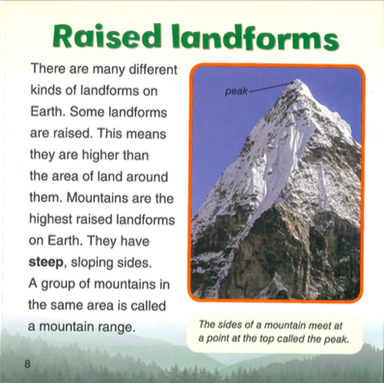 Raised landforms
There are many different
kinds of landforms on
Earth. Some landforms
are raised. This means
they are higher than
the area of land around
them. Mountains are the
highest raised landforms
on Earth. They have
steep, sloping sides.
A group of mountains in
the same area is called
a mountain range.
peak
The sides of a mountain meet at
a point at the top called the peak.
8